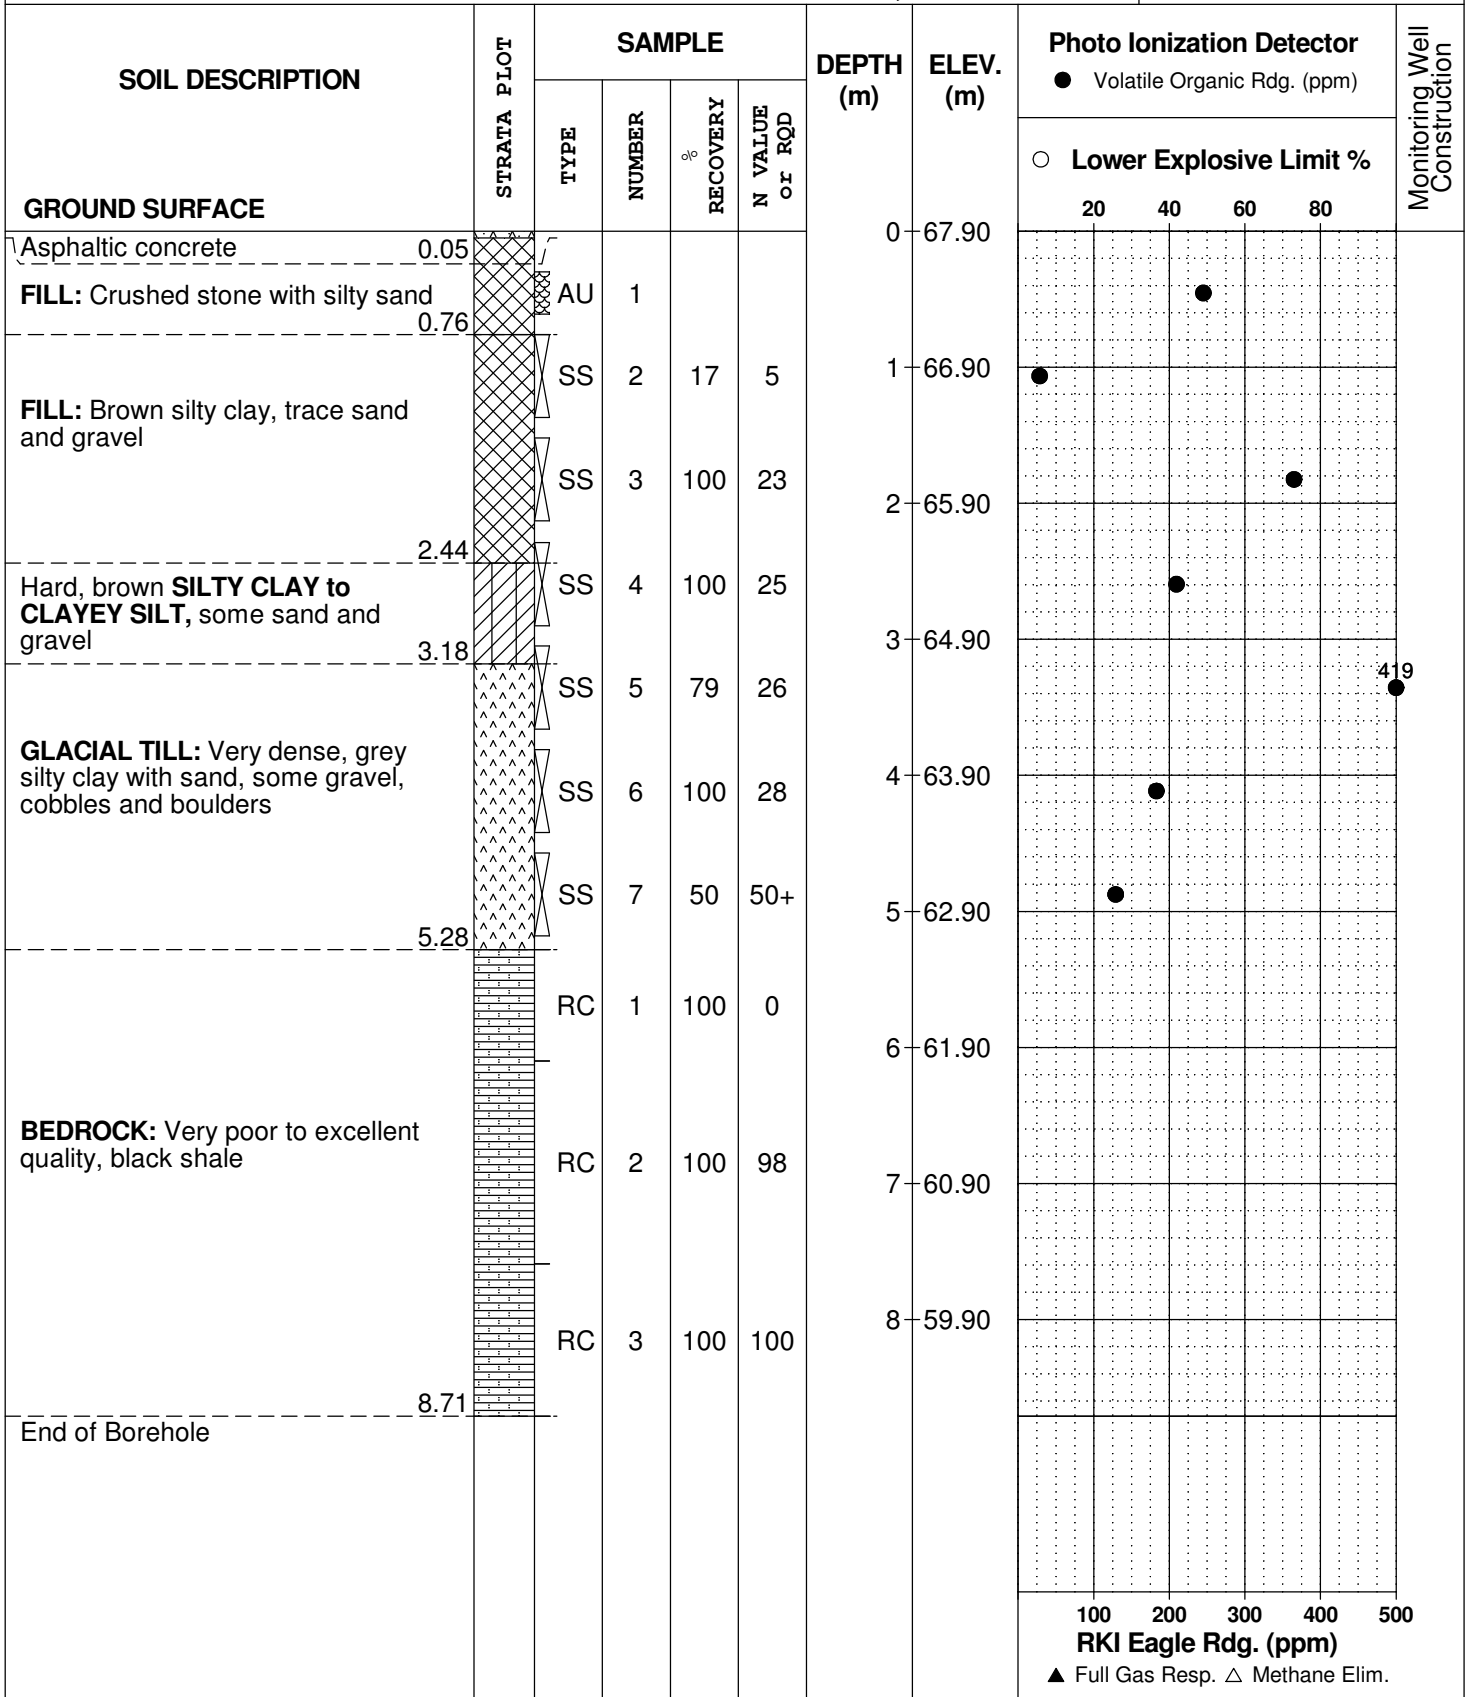 SOIL DESCRIPTION
GROUND SURFACE
STRATA PLOT
SAMPLE
TYPE
NUMBER
%
RECOVERY
N VALUE
or RQD
DEPTH
(m)
ELEV.
(m)
Photo Ionization Detector
● Volatile Organic Rdg. (ppm)
○ Lower Explosive Limit %
20 40 60 80
Monitoring Well
Construction
0 67.90
Asphaltic concrete 0.05
FILL: Crushed stone with silty sand
0.76
AU 1
SS 2 17 5
1 66.90
FILL: Brown silty clay, trace sand
and gravel
SS 3 100 23
2 65.90
2.44
Hard, brown SILTY CLAY to
CLAYEY SILT, some sand and
gravel
3.18
SS 4 100 25
3 64.90
419
SS 5 79 26
GLACIAL TILL: Very dense, grey
silty clay with sand, some gravel,
cobbles and boulders
4 63.90
SS 6 100 28
SS 7 50 50+
5 62.90
5.28
RC 1 100 0
6 61.90
BEDROCK: Very poor to excellent
quality, black shale
RC 2 100 98
7 60.90
8 59.90
RC 3 100 100
8.71
End of Borehole
100 200 300 400 500
RKI Eagle Rdg. (ppm)
▲ Full Gas Resp. △ Methane Elim.